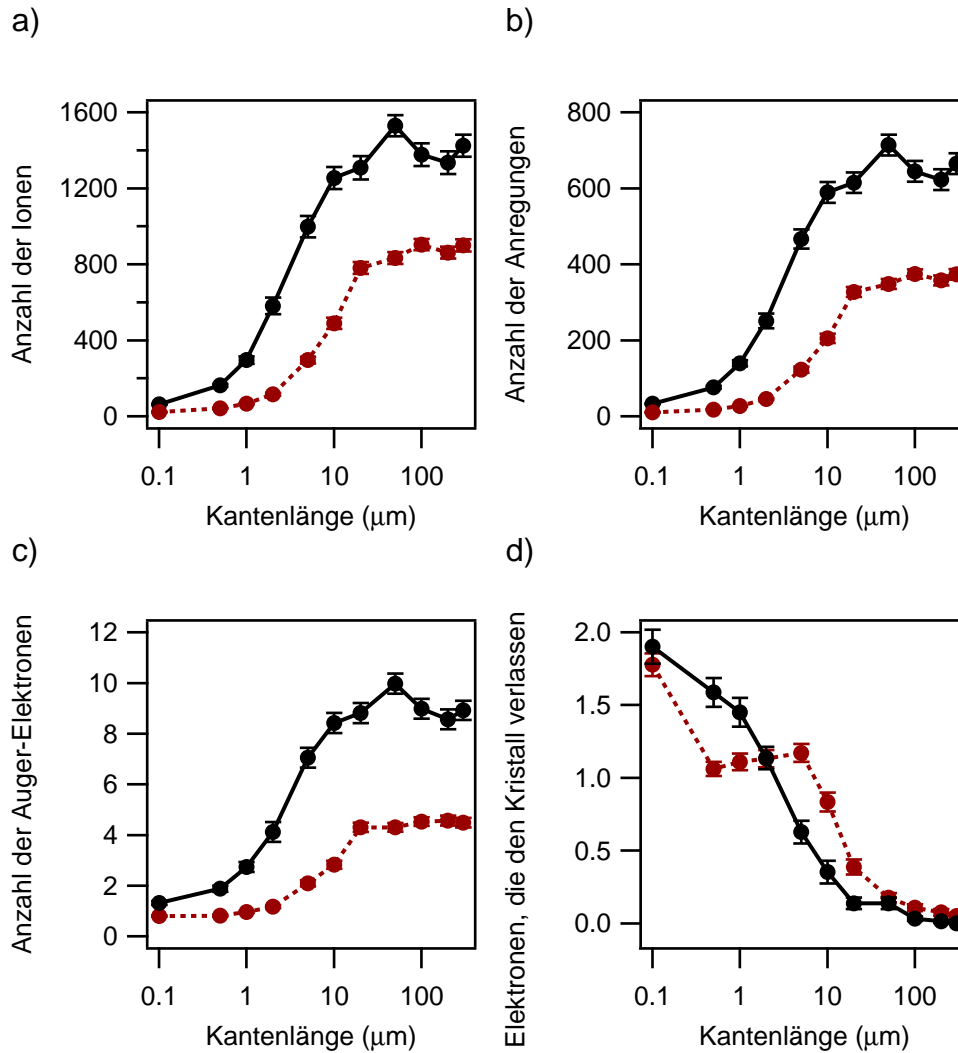 a)
Anzahl der Ionen
1600
1200
800
400
0
0.1 1 10 100
Kantenlänge (μm)
b)
Anzahl der Anregungen
800
600
400
200
0
0.1 1 10 100
Kantenlänge (μm)
c)
Anzahl der Auger-Elektronen
12
10
8
6
4
2
0
0.1 1 10 100
Kantenlänge (μm)
d)
Elektronen, die den Kristall verlassen
2.0
1.5
1.0
0.5
0.0
0.1 1 10 100
Kantenlänge (μm)